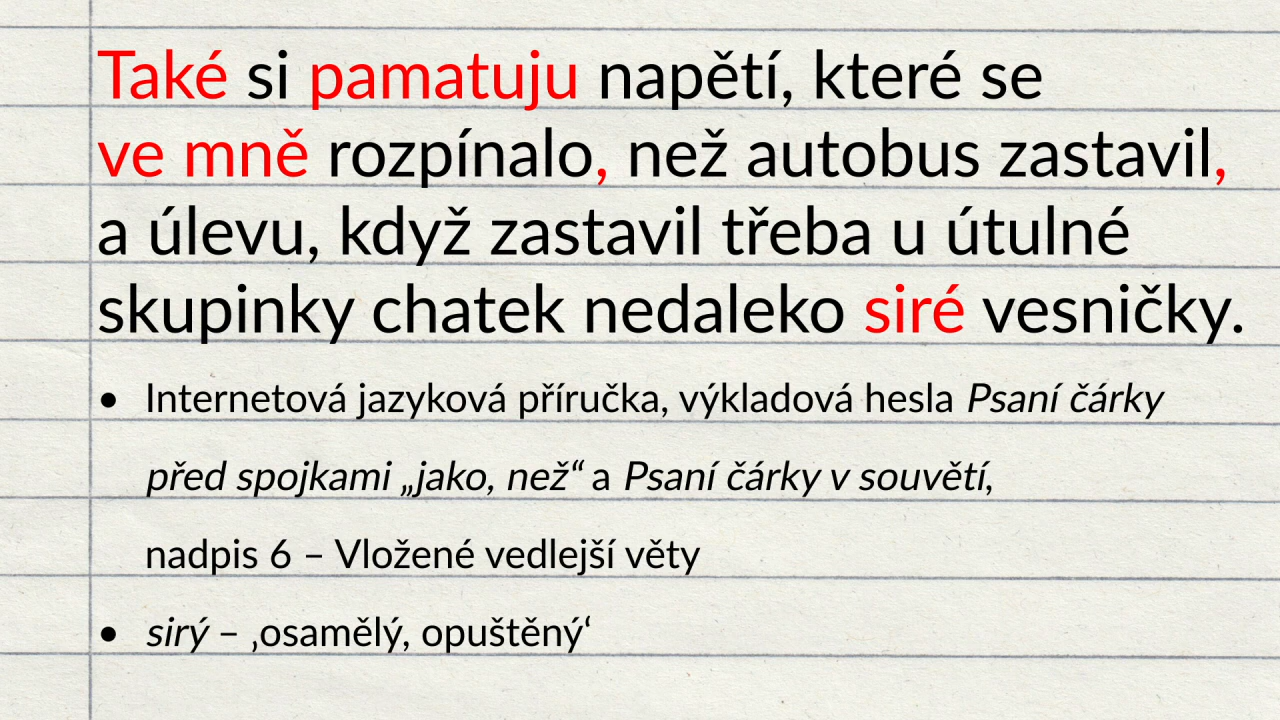 Také si pamatuju napětí, které se
ve mně rozpínalo, než autobus zastavil,
a úlevu, když zastavil třeba u útulné
skupinky chatek nedaleko siré vesničky.
• Internetová jazyková příručka, výkladová hesla Psaní čárky
před spojkami „jako, než“ a Psaní čárky v souvětí,
nadpis 6 – Vložené vedlejší věty
• sirý – ‚osamělý, opuštěný‘